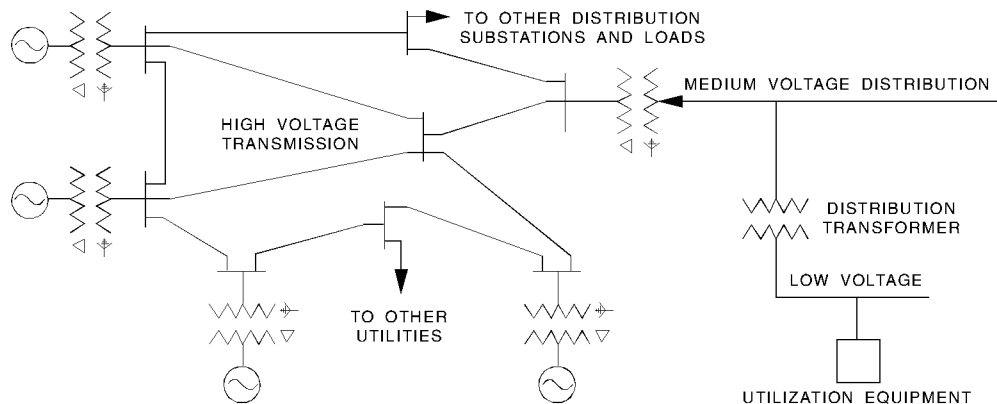 TO OTHER DISTRIBUTION
SUBSTATIONS AND LOADS
MEDIUM VOLTAGE DISTRIBUTION
HIGH VOLTAGE
TRANSMISSION
DISTRIBUTION
TRANSFORMER
LOW VOLTAGE
TO OTHER
UTILITIES
UTILIZATION EQUIPMENT